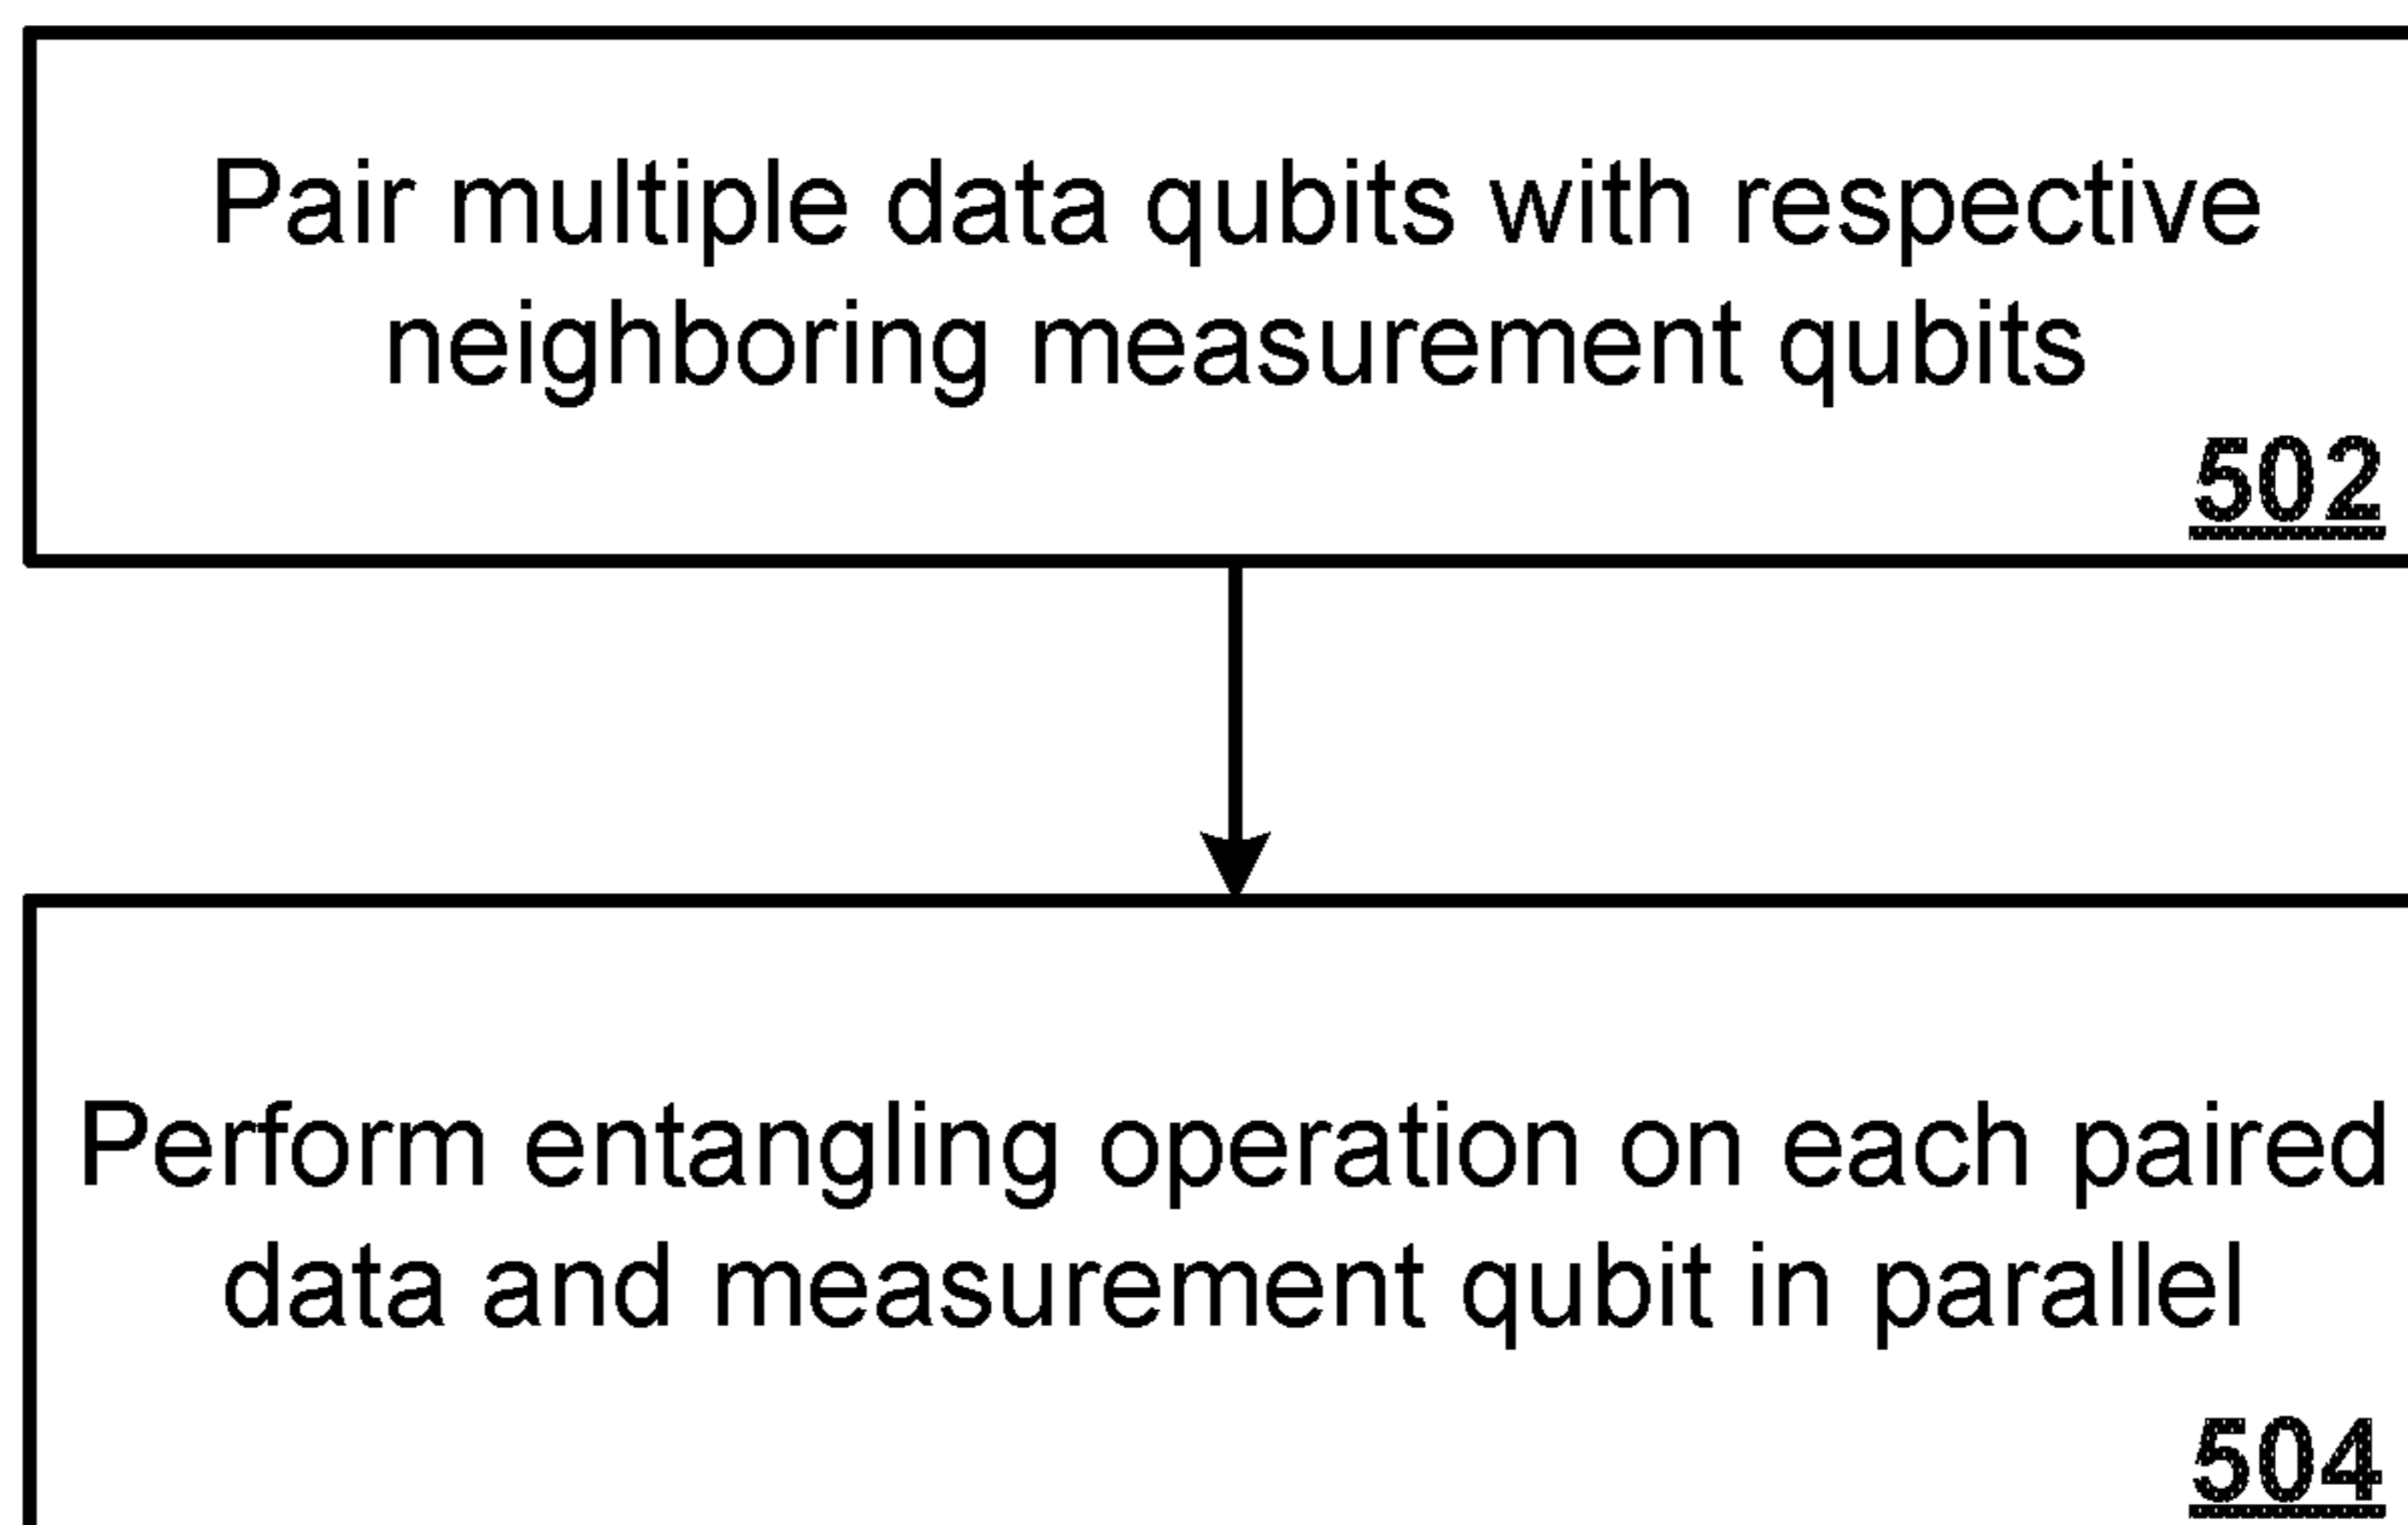 Pair multiple data qubits with respective
neighboring measurement qubits
502
Perform entangling operation on each paired
data and measurement qubit in parallel
504